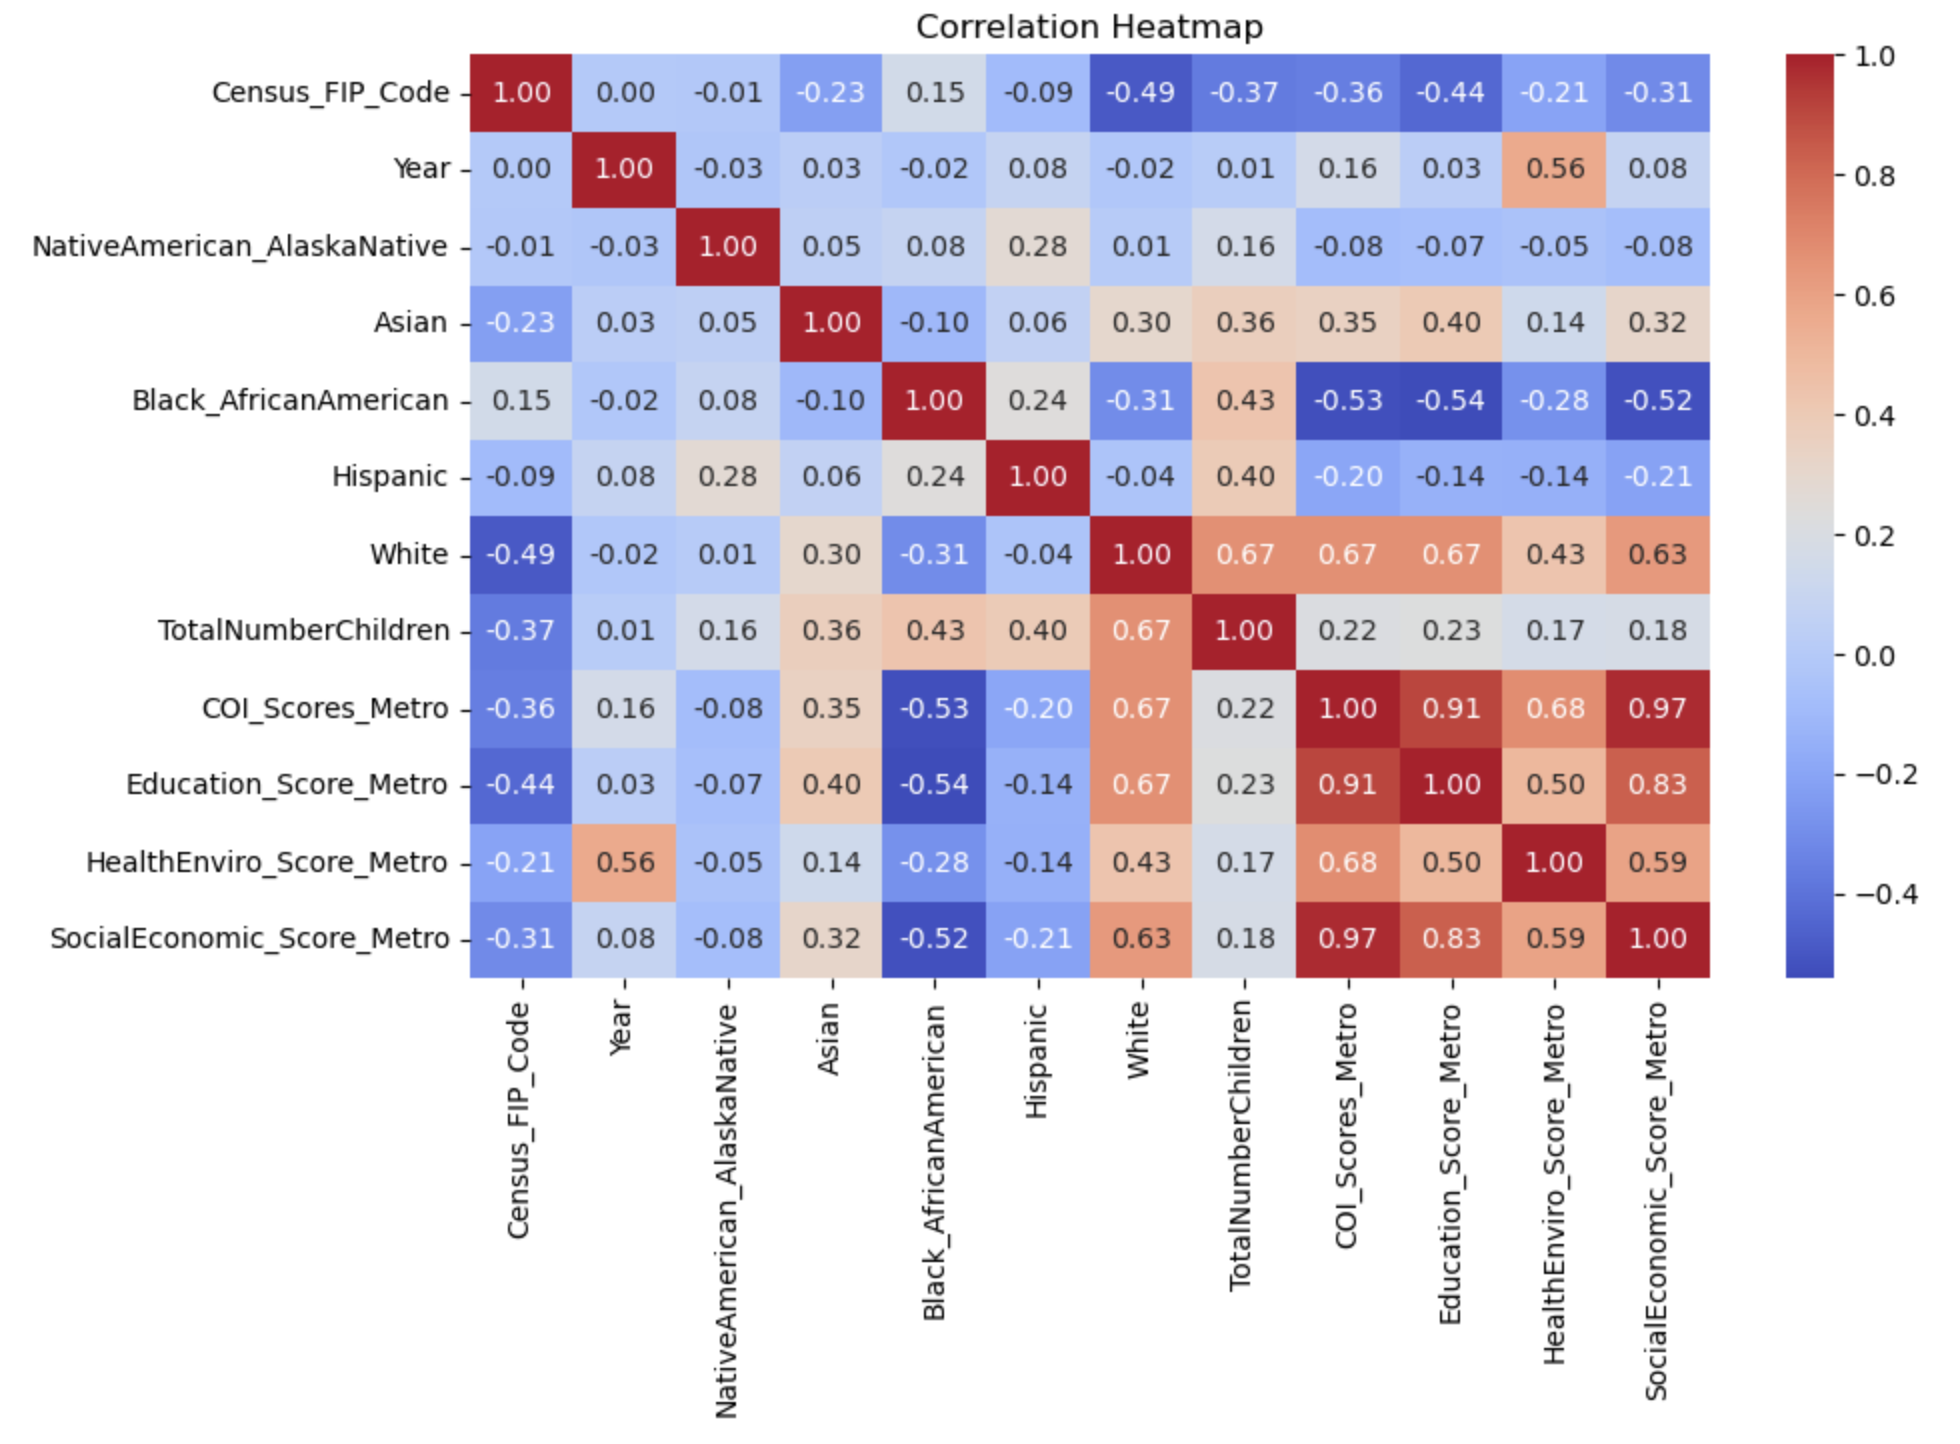 Correlation Heatmap
Census_FIP_Code 1.00 0.00 -0.01 -0.23 0.15 -0.09 -0.49 -0.37 -0.36 -0.44 -0.21 -0.31
Year 0.00 1.00 -0.03 0.03 -0.02 0.08 -0.02 0.01 0.16 0.03 0.56 0.08
NativeAmerican_AlaskaNative -0.01 -0.03 1.00 0.05 0.08 0.28 0.01 0.16 -0.08 -0.07 -0.05 -0.08
Asian -0.23 0.03 0.05 1.00 -0.10 0.06 0.30 0.36 0.35 0.40 0.14 0.32
Black_AfricanAmerican 0.15 -0.02 0.08 -0.10 1.00 0.24 -0.31 0.43 -0.53 -0.54 -0.28 -0.52
Hispanic -0.09 0.08 0.28 0.06 0.24 1.00 -0.04 0.40 -0.20 -0.14 -0.14 -0.21
White -0.49 -0.02 0.01 0.30 -0.31 -0.04 1.00 0.67 0.67 0.67 0.43 0.63
TotalNumberChildren -0.37 0.01 0.16 0.36 0.43 0.40 0.67 1.00 0.22 0.23 0.17 0.18
COI_Scores_Metro -0.36 0.16 -0.08 0.35 -0.53 -0.20 0.67 0.22 1.00 0.91 0.68 0.97
Education_Score_Metro -0.44 0.03 -0.07 0.40 -0.54 -0.14 0.67 0.23 0.91 1.00 0.50 0.83
HealthEnviro_Score_Metro -0.21 0.56 -0.05 0.14 -0.28 -0.14 0.43 0.17 0.68 0.50 1.00 0.59
SocialEconomic_Score_Metro -0.31 0.08 -0.08 0.32 -0.52 -0.21 0.63 0.18 0.97 0.83 0.59 1.00
Census_FIP_Code
Year
NativeAmerican_AlaskaNative
Asian
Black_AfricanAmerican
Hispanic
White
TotalNumberChildren
COI_Scores_Metro
Education_Score_Metro
HealthEnviro_Score_Metro
SocialEconomic_Score_Metro
1.0
0.8
0.6
0.4
0.2
0.0
−0.2
−0.4